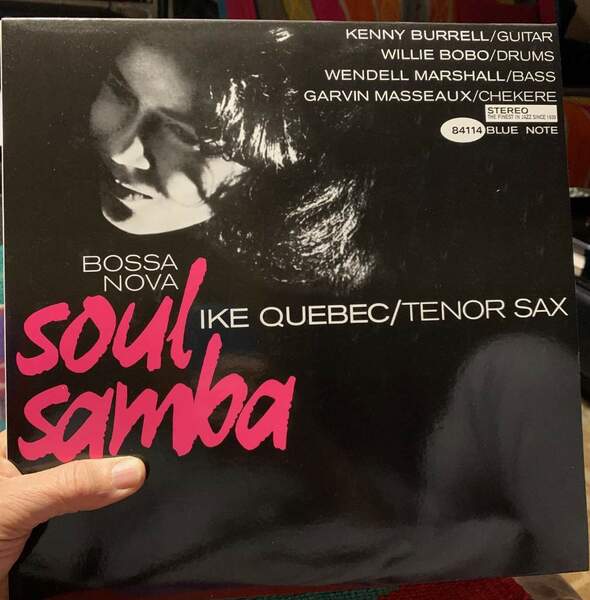 KENNY BURRELL/GUITAR
WILLIE BOBO/DRUMS
WENDELL MARSHALL/BASS
GARVIN MASSEAUX/CHEKERE
STEREO
THE FINEST IN JAZZ SINCE 1939
84114 BLUE NOTE
BOSSA
NOVA
soul
IKE QUEBEC/TENOR SAX
samba